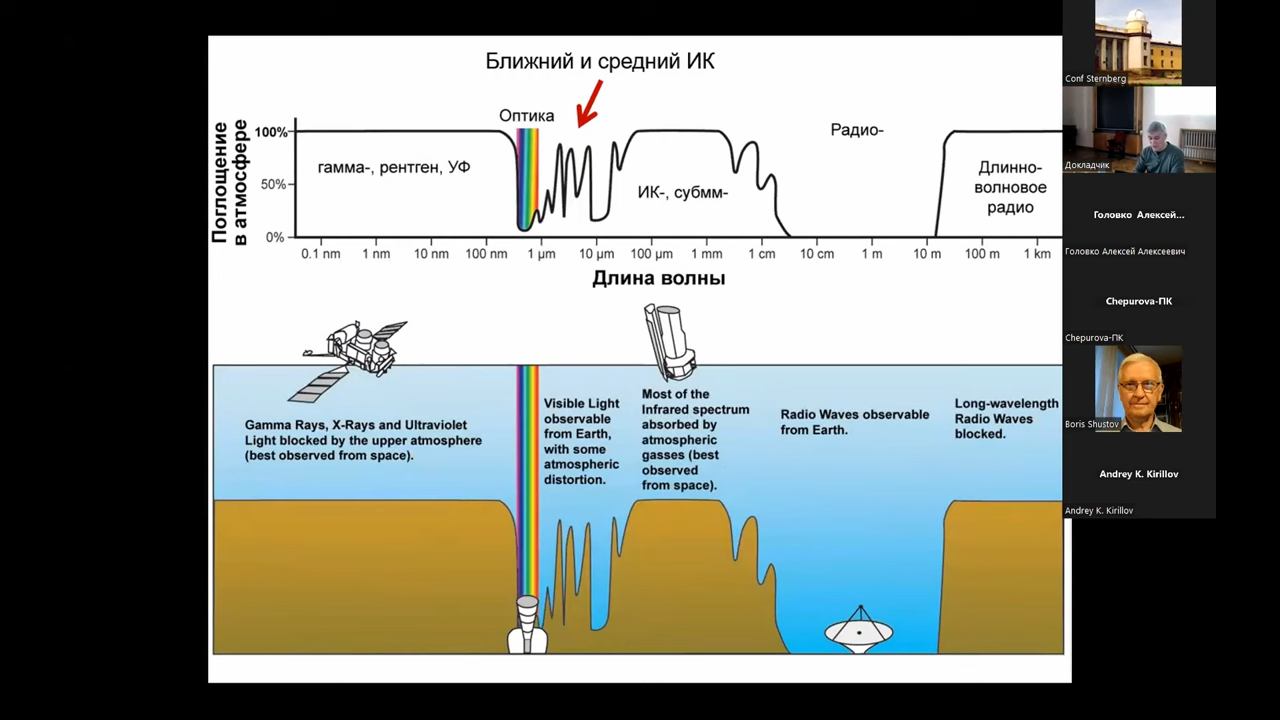 Ближний и средний ИК
Оптика
Поглощение
в атмосфере
100%
50%
0%
гамма-, рентген, УФ
ИК-, субмм-
Радио-
Длинно-
волновое
радио
0.1 nm
1 nm
10 nm
100 nm
1 μm
10 μm
100 μm
1 mm
1 cm
10 cm
1 m
10 m
100 m
1 km
Длина волны
Gamma Rays, X-Rays and Ultraviolet
Light blocked by the upper atmosphere
(best observed from space).
Visible Light
observable
from Earth,
with some
atmospheric
distortion.
Most of the
Infrared spectrum
absorbed by
atmospheric
gasses (best
observed
from space).
Radio Waves observable
from Earth.
Long-wavelength
Radio Waves
blocked.
Conf Sternberg
Докладчик
Головко Алексей...
Головко Алексей Алексеевич
Chepurova-ПК
Chepurova-ПК
Boris Shustov
Andrey K. Kirillov
Andrey K. Kirillov